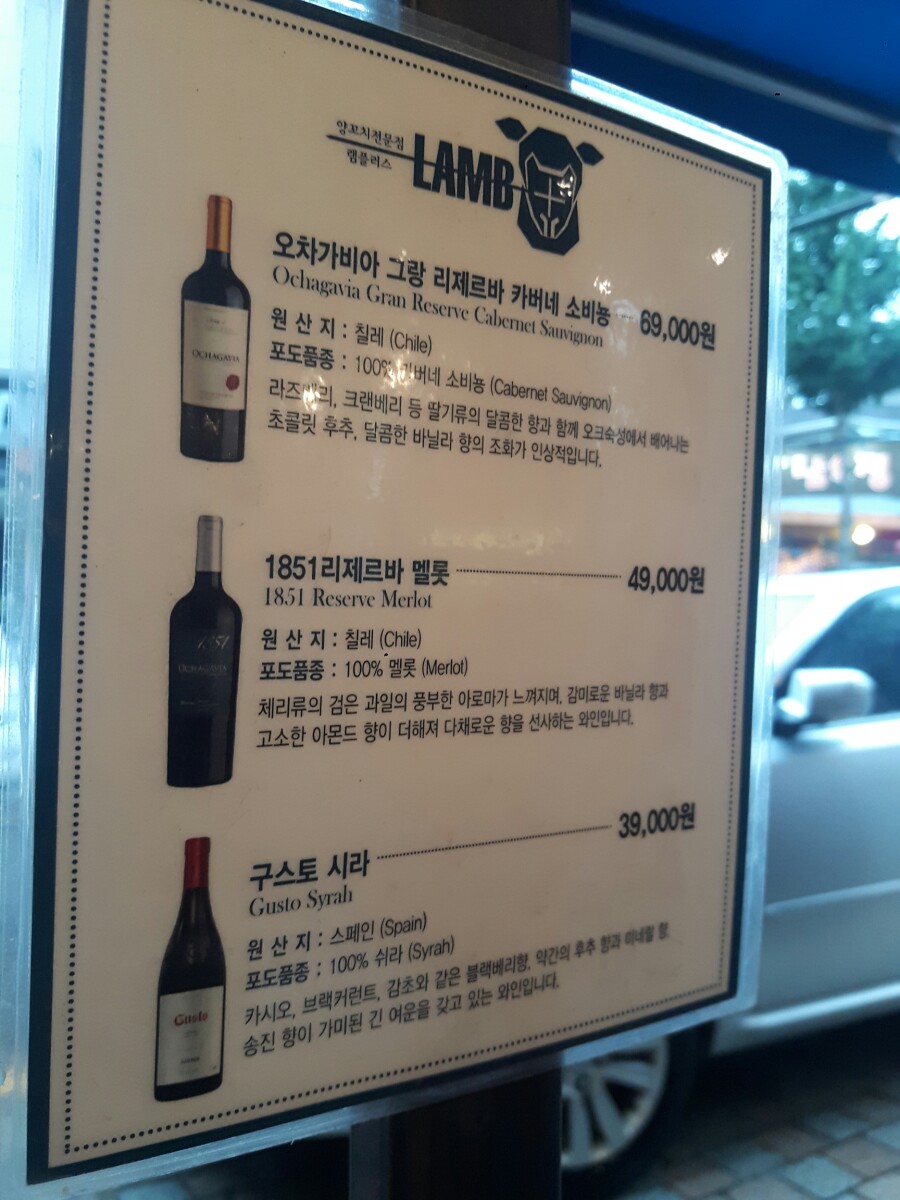 양꼬치전문점
램플러스
LAMB
오차가비아 그랑 리제르바 카버네 소비뇽 69,000원
Ochagavia Gran Reserve Cabernet Sauvignon
원 산 지 : 칠레 (Chile)
포도품종 : 100% 카버네 소비뇽 (Cabernet Sauvignon)
라즈베리, 크랜베리 등 딸기류의 달콤한 향과 함께 오크숙성에서 배어나는
초콜릿 후추, 달콤한 바닐라 향의 조화가 인상적입니다.
OCHAGAVIA
1851리제르바 멜롯 49,000원
1851 Reserve Merlot
원 산 지 : 칠레 (Chile)
포도품종 : 100% 멜롯 (Merlot)
체리류의 검은 과일의 풍부한 아로마가 느껴지며, 감미로운 바닐라 향과
고소한 아몬드 향이 더해져 다채로운 향을 선사하는 와인입니다.
1851
OCHAGAVIA
구스토 시라 39,000원
Gusto Syrah
원 산 지 : 스페인 (Spain)
포도품종 : 100% 쉬라 (Syrah)
카시오, 브랙커런트, 감초와 같은 블랙베리향, 약간의 후추 향과 미네랄 향,
송진 향이 가미된 긴 여운을 갖고 있는 와인입니다.
Gusto